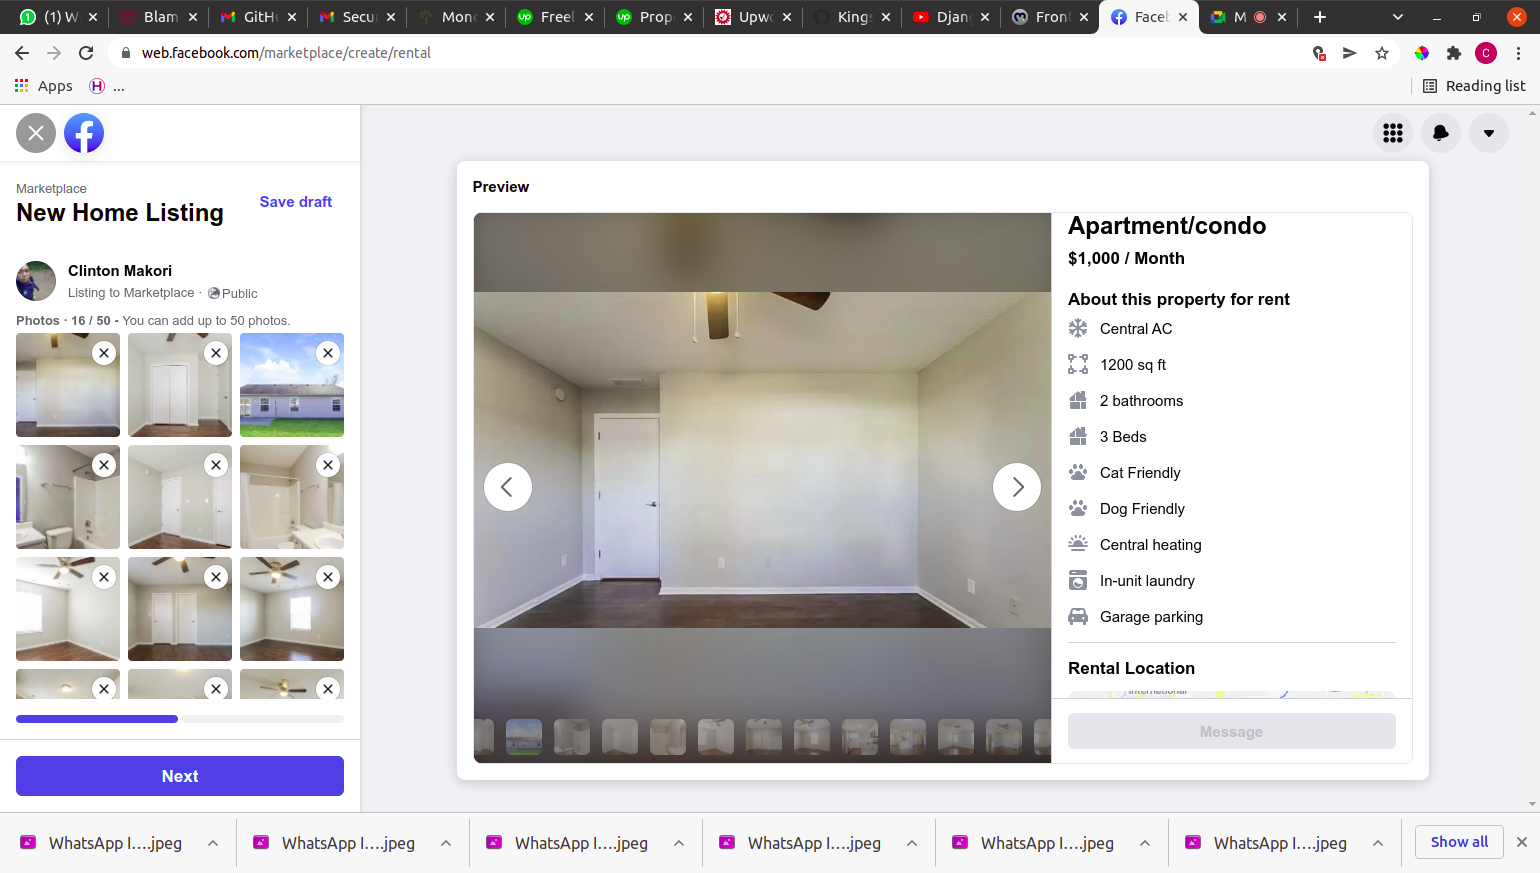 (1) W
Blam
GitHu
Secur
Mong
Freel
Prop
Upwo
Kings
Djan
Fron
Faceb
M
web.facebook.com/marketplace/create/rental
C
Apps
...
Reading list
Marketplace
New Home Listing
Save draft
Clinton Makori
Listing to Marketplace · Public
Photos · 16 / 50 - You can add up to 50 photos.
Next
Preview
Apartment/condo
$1,000 / Month
About this property for rent
Central AC
1200 sq ft
2 bathrooms
3 Beds
Cat Friendly
Dog Friendly
Central heating
In-unit laundry
Garage parking
Rental Location
International
Message
WhatsApp I….jpeg
WhatsApp I….jpeg
WhatsApp I….jpeg
WhatsApp I….jpeg
WhatsApp I….jpeg
WhatsApp I….jpeg
Show all